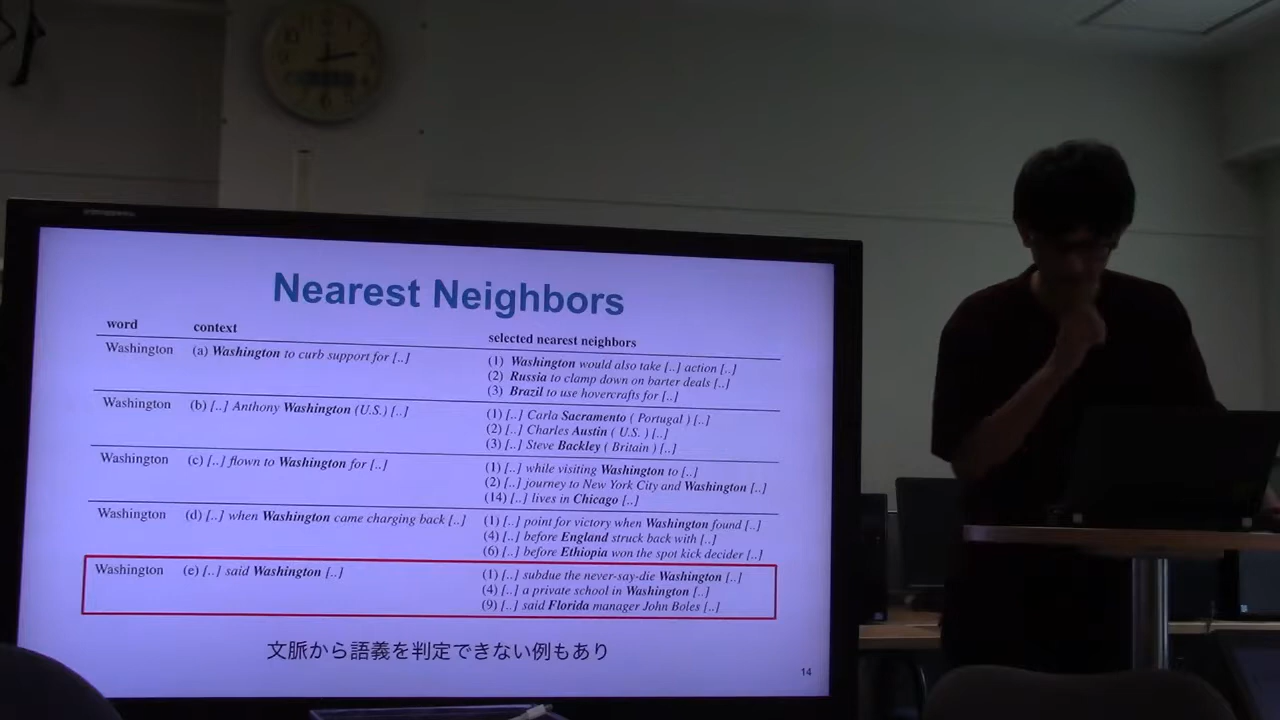 Nearest Neighbors
word context selected nearest neighbors
Washington (a) Washington to curb support for [..] (1) Washington would also take [..] action [..]
(2) Russia to clamp down on barter deals [..]
(3) Brazil to use hovercrafts for [..]
Washington (b) [..] Anthony Washington (U.S.) [..] (1) [..] Carla Sacramento ( Portugal ) [..]
(2) [..] Charles Austin ( U.S. ) [..]
(3) [..] Steve Backley ( Britain ) [..]
Washington (c) [..] flown to Washington for [..] (1) [..] while visiting Washington to [..]
(2) [..] journey to New York City and Washington [..]
(14) [..] lives in Chicago [..]
Washington (d) [..] when Washington came charging back [..] (1) [..] point for victory when Washington found [..]
(4) [..] before England struck back with [..]
(6) [..] before Ethiopia won the spot kick decider [..]
Washington (e) [..] said Washington [..] (1) [..] subdue the never-say-die Washington [..]
(4) [..] a private school in Washington [..]
(9) [..] said Florida manager John Boles [..]
文脈から語義を判定できない例もあり
14